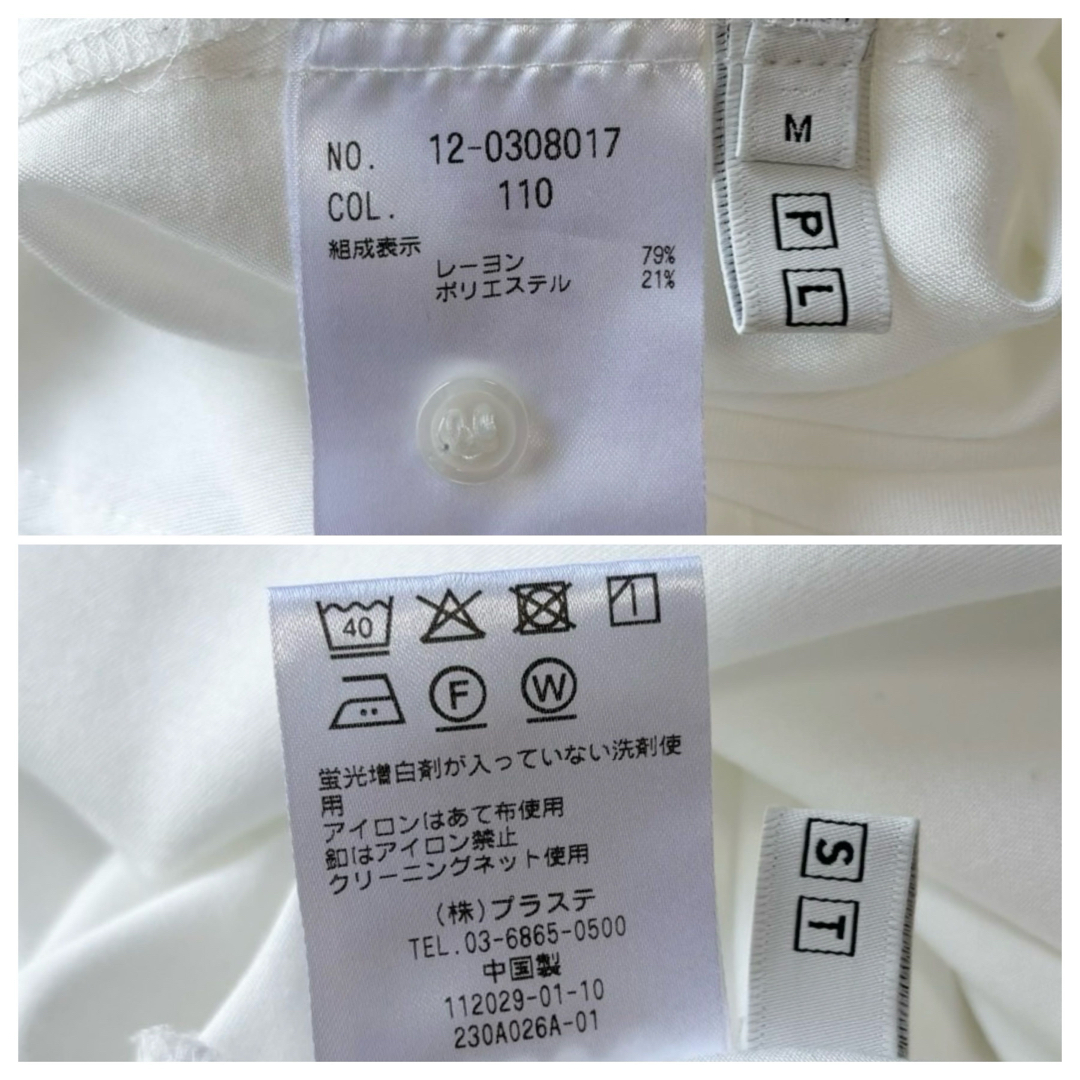 NO. 12-0308017
COL. 110
組成表示
レーヨン 79%
ポリエステル 21%
M
P
L
40
F
W
蛍光増白剤が入っていない洗剤使
用
アイロンはあて布使用
釦はアイロン禁止
クリーニングネット使用
(株)プラステ
TEL.03-6865-0500
中国製
112029-01-10
230A026A-01
S
T